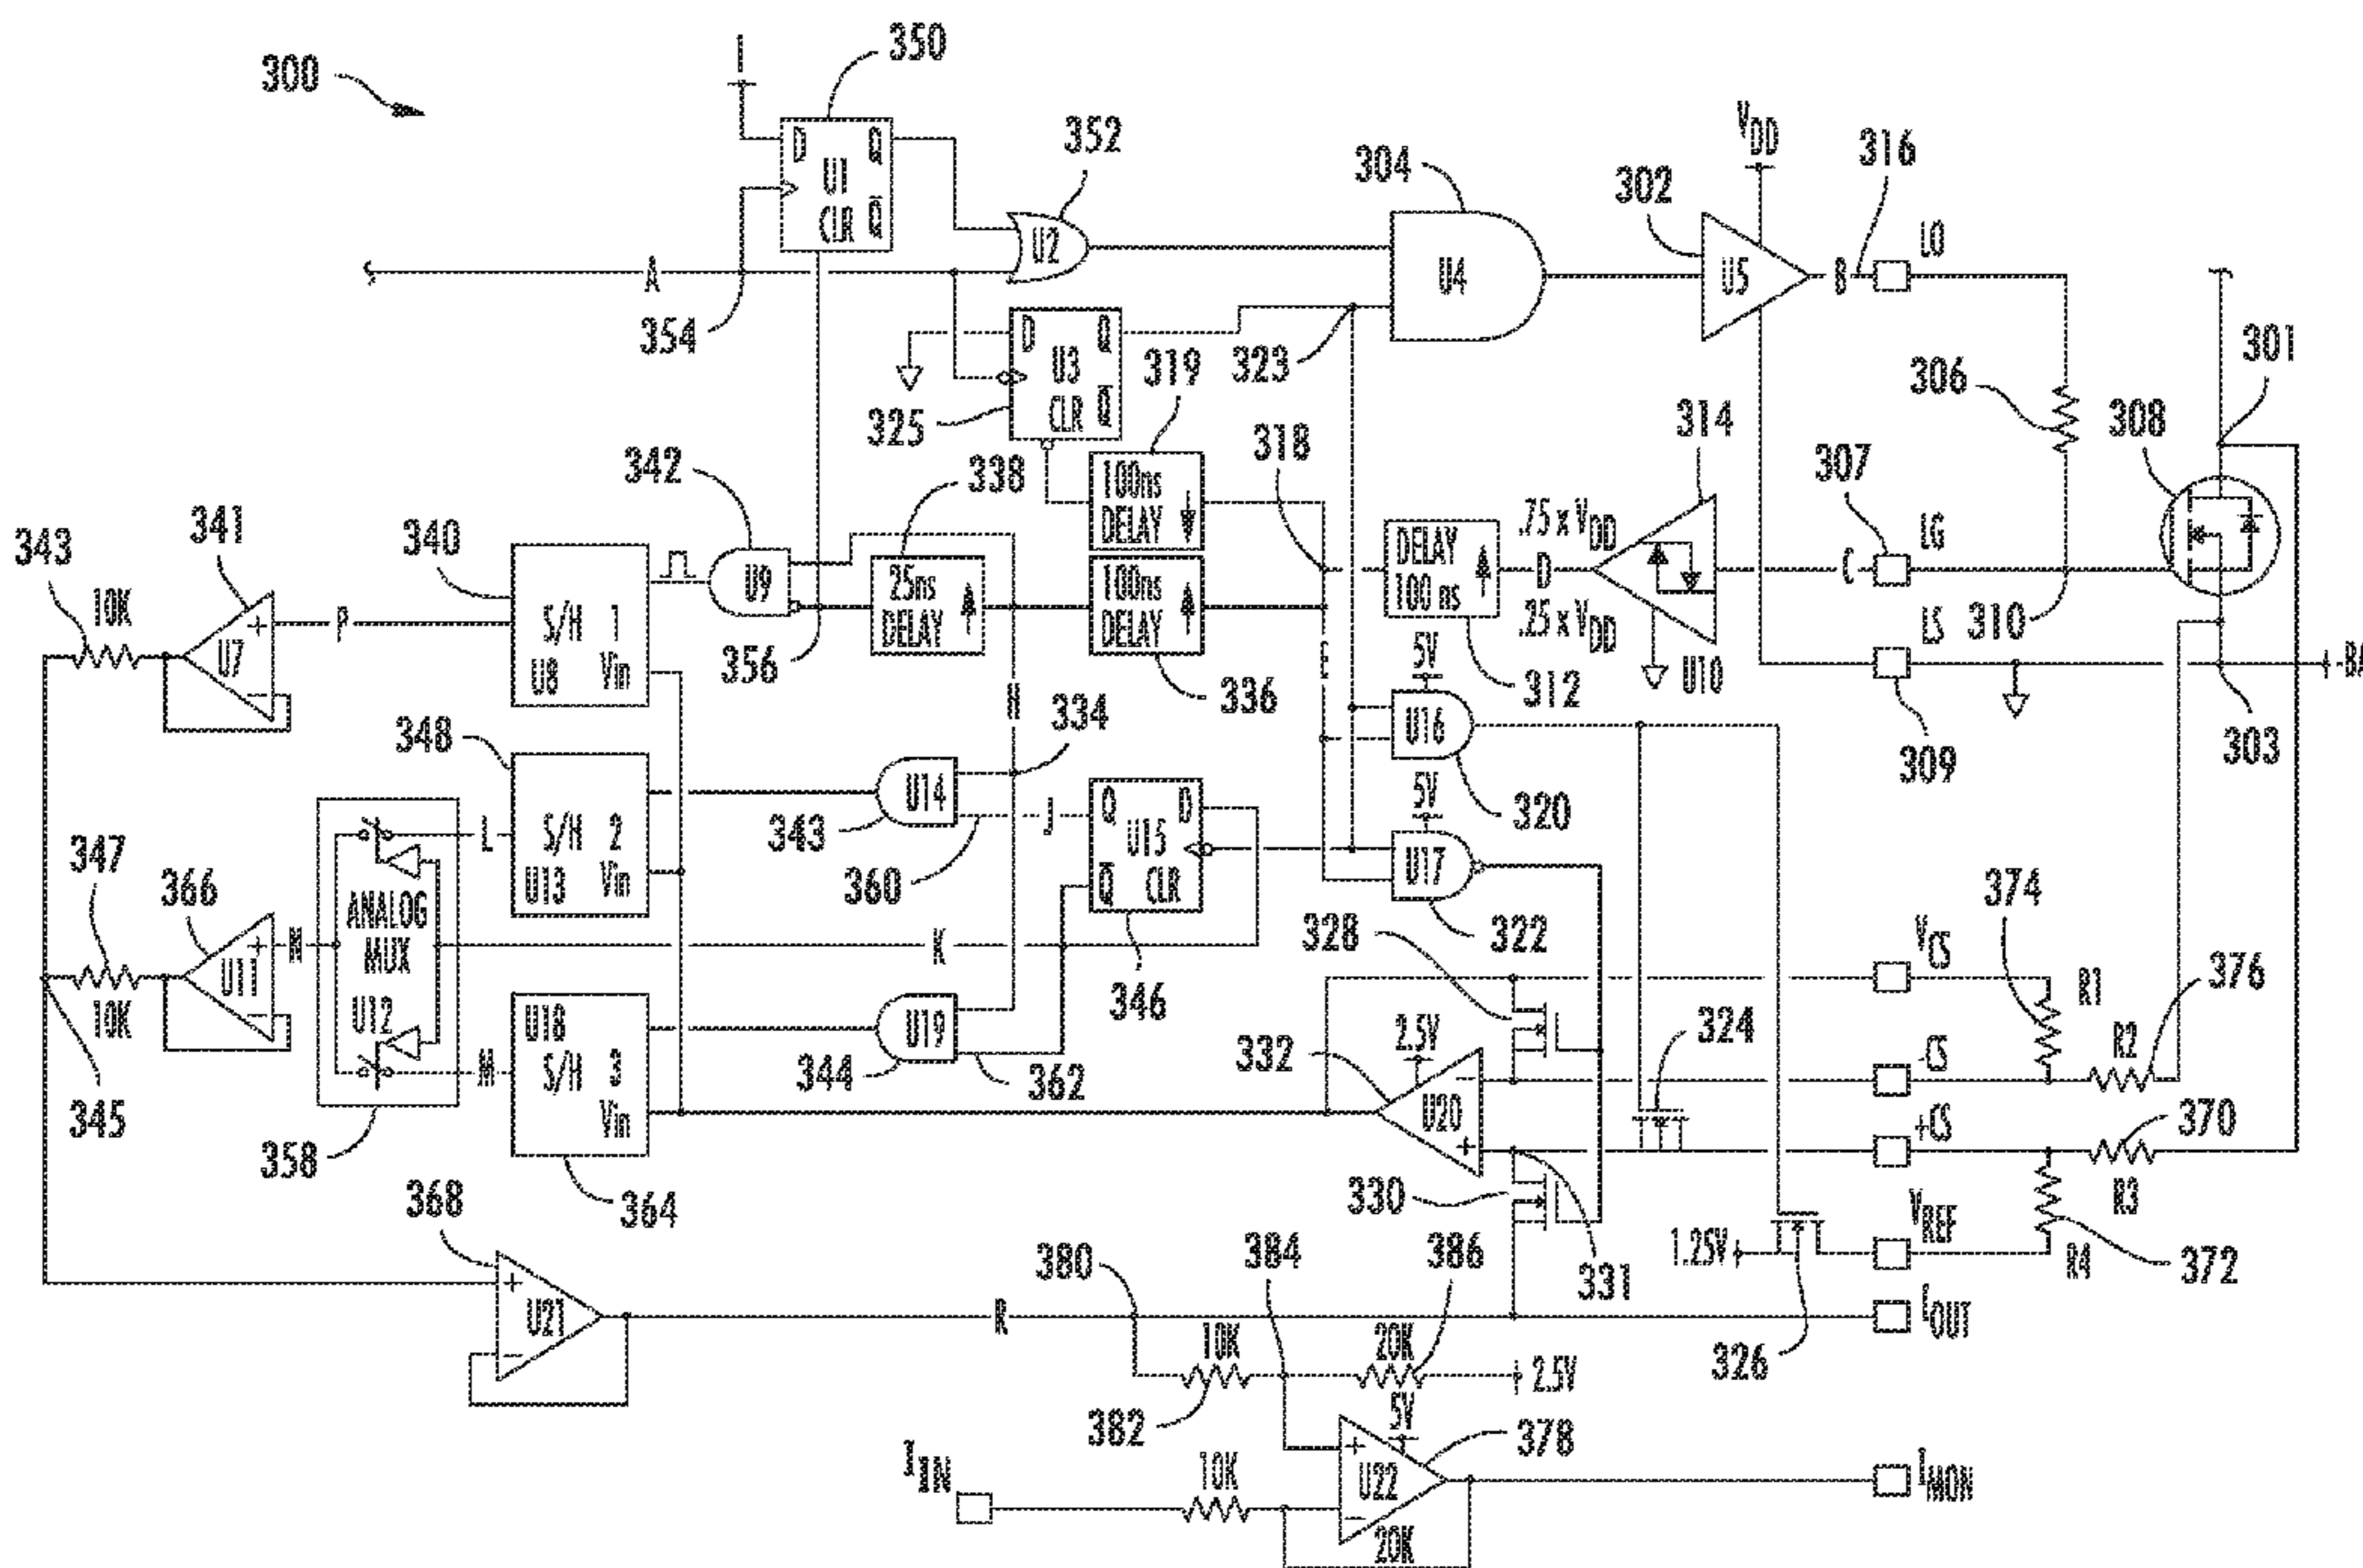 300
1
350
D Q
U1
CLR Q̅
352
U2
304
U4
VDD
302
U5
316
B
LO
A
354
D Q
U3
CLR Q̅
325
319
323
301
306
308
314
307
318
342
338
100ns
DELAY
DELAY
100 ns
.75 x VDD
D
.25 x VDD
C
LG
LS
310
343
10K
341
U7
P
340
S/H 1
U8 Vin
U9
25ns
DELAY
100ns
DELAY
356
336
H
E
5V
312
U10
-BA
309
303
348
S/H 2
U13 Vin
U14
334
343
360
J
Q D
U15
Q̅ CLR
346
U16
320
5V
U17
322
347
10K
366
U11
N
L
ANALOG
MUX
U12
M
K
358
345
U18
S/H 3
Vin
364
U19
344
362
328
332
2.5V
U20
324
VCS
-CS
+CS
VREF
374
R1
376
R2
370
R3
R4
372
330
331
1.25V
326
368
U21
R
380
384
386
10K
20K
2.5V
382
5V
378
U22
IOUT
IIN
10K
20K
IMON